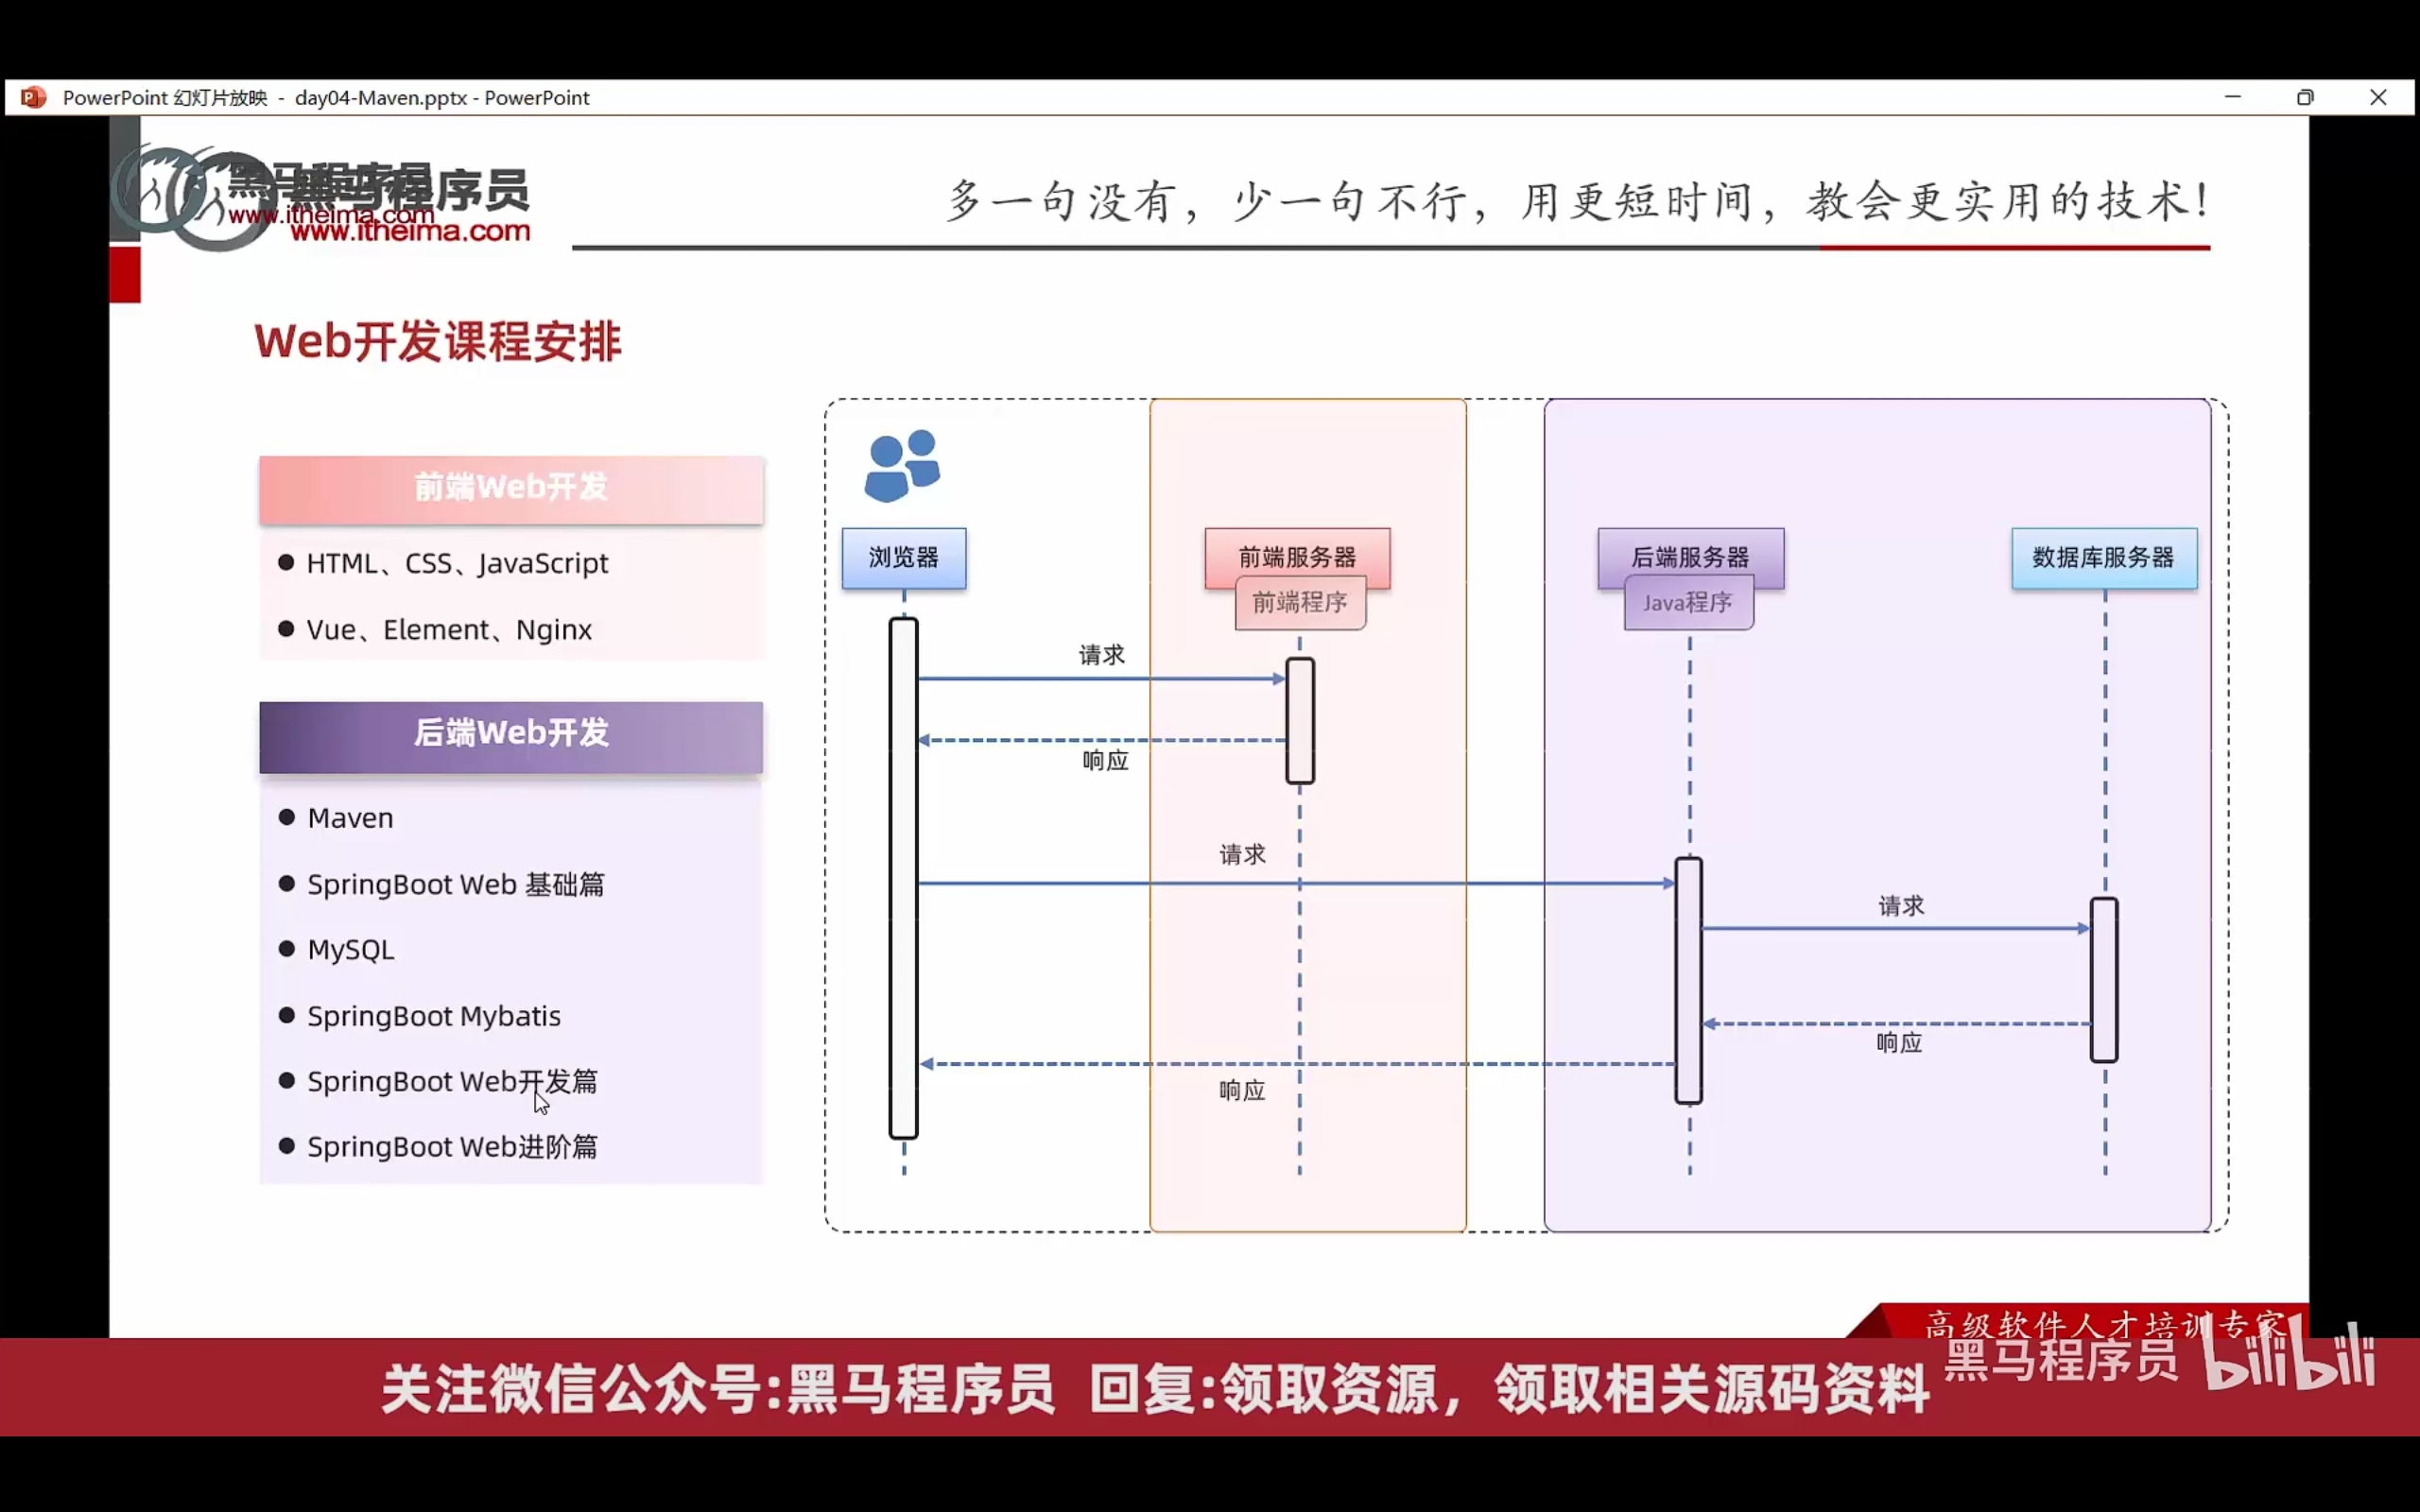 PowerPoint 幻灯片放映 - day04-Maven.pptx - PowerPoint
黑马程序员
www.itheima.com
黑马程序员
www.itheima.com
多一句没有，少一句不行，用更短时间，教会更实用的技术！
Web开发课程安排
前端Web开发
HTML、CSS、JavaScript
Vue、Element、Nginx
后端Web开发
Maven
SpringBoot Web 基础篇
MySQL
SpringBoot Mybatis
SpringBoot Web开发篇
SpringBoot Web进阶篇
浏览器
前端服务器
前端程序
后端服务器
Java程序
数据库服务器
请求
响应
请求
请求
响应
响应
高级软件人才培训专家
黑马程序员 bilibili
关注微信公众号:黑马程序员 回复:领取资源，领取相关源码资料